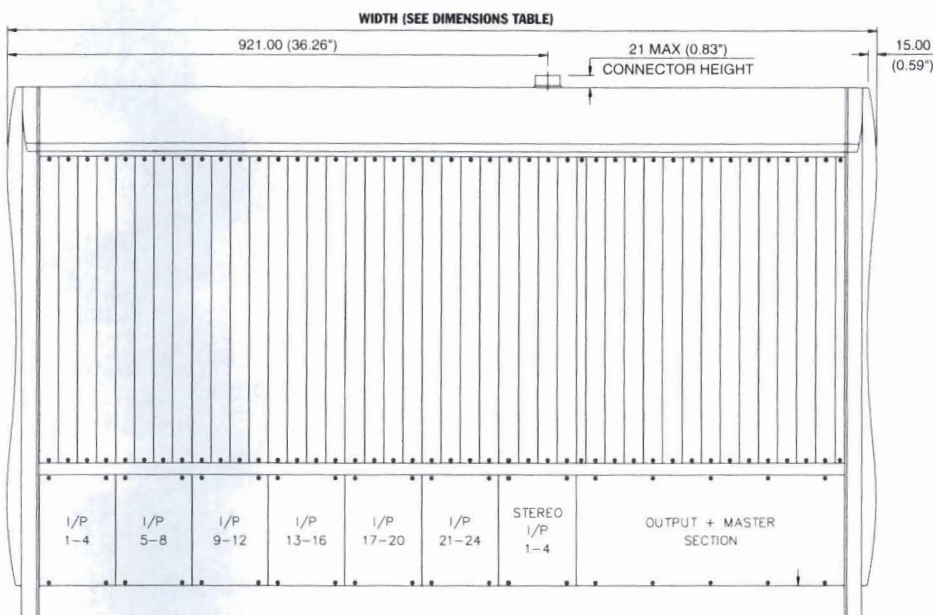 WIDTH (SEE DIMENSIONS TABLE)
921.00 (36.26")
21 MAX (0.83")
CONNECTOR HEIGHT
15.00
(0.59")
I/P
1-4
I/P
5-8
I/P
9-12
I/P
13-16
I/P
17-20
I/P
21-24
STEREO
I/P
1-4
OUTPUT + MASTER
SECTION